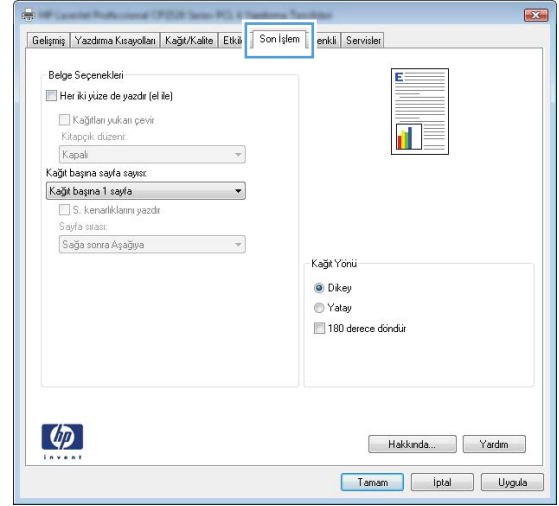 Gelişmiş Yazdırma Kısayolları Kağıt/Kalite Son İşlem Servisler
Belge Seçenekleri
Her iki yüze de yazdır (el ile)
Kağıtları yukarı çevir
Kitapçık düzeni:
Kapalı
Kağıt başına sayfa sayısı:
Kağıt başına 1 sayfa
S. kenarlıklarını yazdır
Sayfa sırası:
Sağa sonra Aşağıya
E
Kağıt Yönü
Dikey
Yatay
180 derece döndür
hp
invent
Hakkında... Yardım
Tamam İptal Uygula